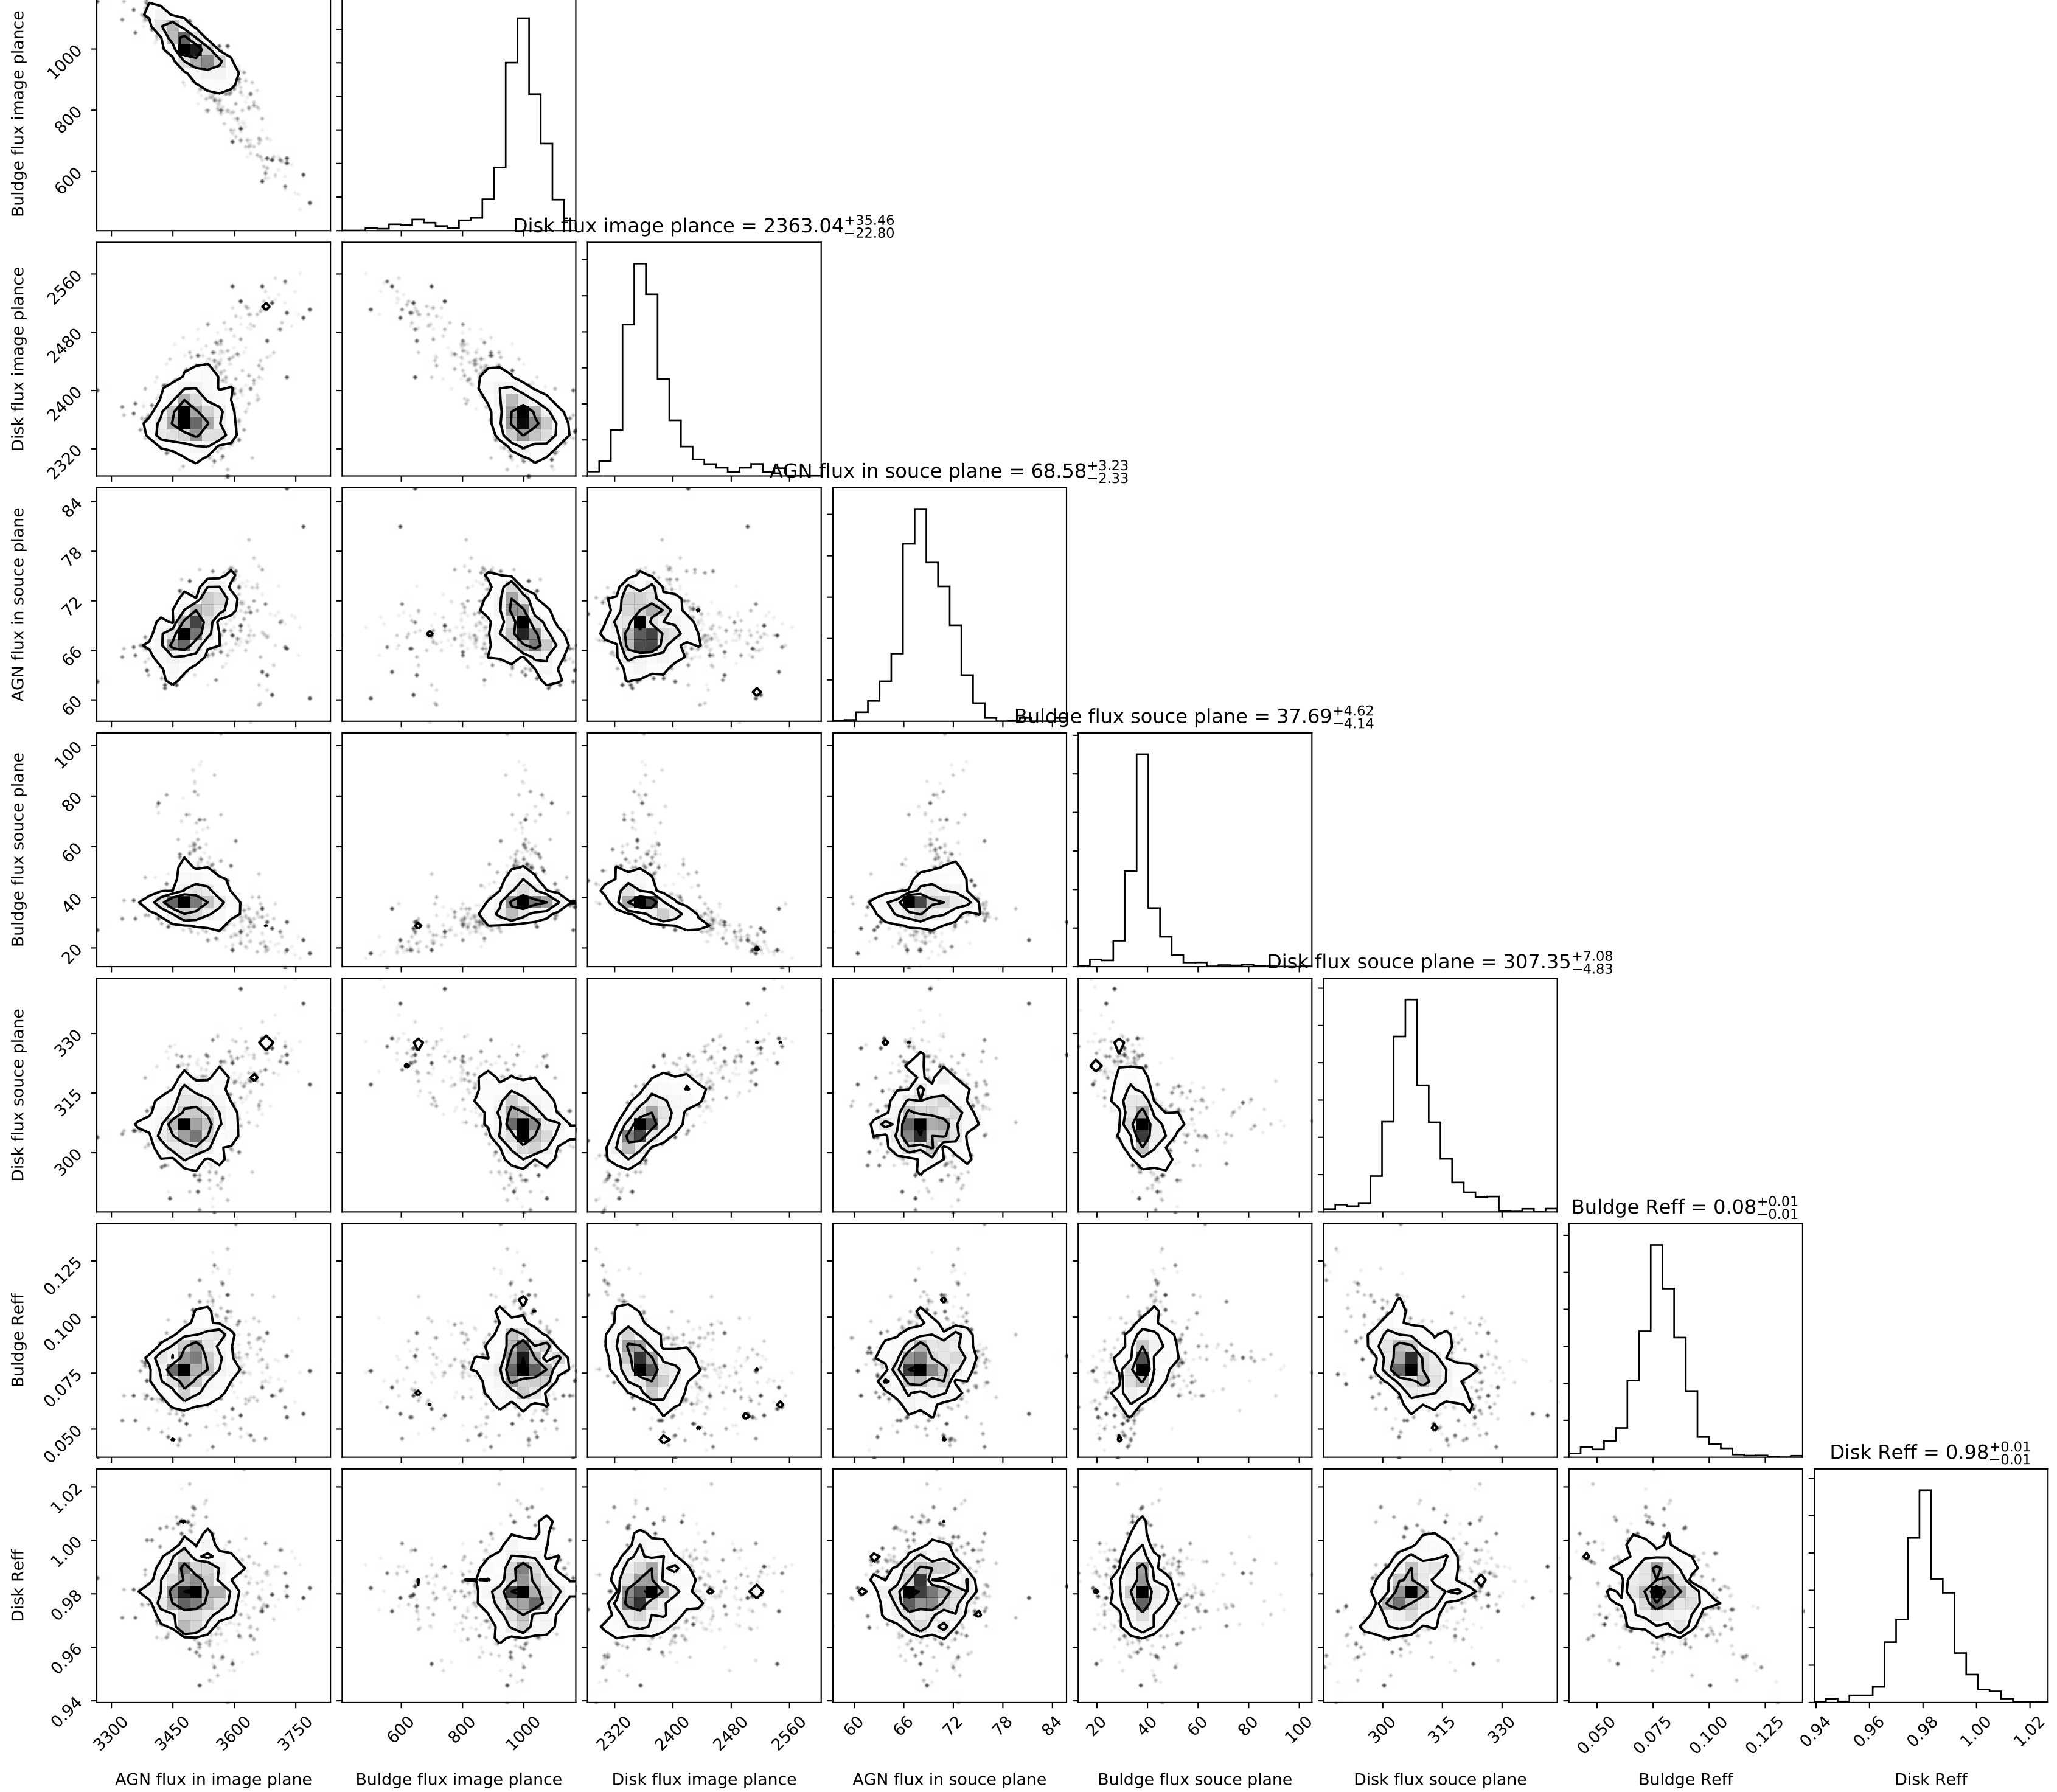 Buldge flux image plance
1000
800
600
Disk flux image plance = 2363.04+35.46−22.80
Disk flux image plance
2560
2480
2400
2320
AGN flux in souce plane = 68.58+3.23−2.33
AGN flux in souce plane
84
78
72
66
60
Buldge flux souce plane = 37.69+4.62−4.14
Buldge flux souce plane
100
80
60
40
20
Disk flux souce plane = 307.35+7.08−4.83
Disk flux souce plane
330
315
300
Buldge Reff = 0.08+0.01−0.01
Buldge Reff
0.125
0.100
0.075
0.050
Disk Reff = 0.98+0.01−0.01
Disk Reff
1.02
1.00
0.98
0.96
0.94
3300 3450 3600 3750 600 800 1000 2320 2400 2480 2560 60 66 72 78 84 20 40 60 80 100 300 315 330 0.050 0.075 0.100 0.125 0.94 0.96 0.98 1.00 1.02
AGN flux in image plane Buldge flux image plance Disk flux image plance AGN flux in souce plane Buldge flux souce plane Disk flux souce plane Buldge Reff Disk Reff